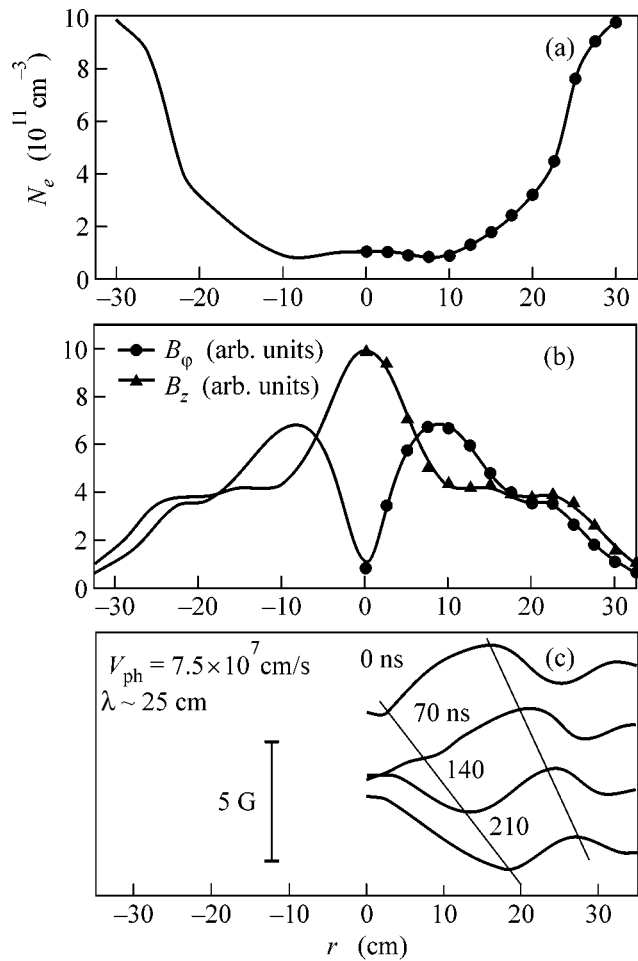 10
8
6
4
2
0
N_e (10^11 cm^–3)
(a)
–30 –20 –10 0 10 20 30
10
8
6
4
2
0
B_φ (arb. units)
B_z (arb. units)
(b)
–30 –20 –10 0 10 20 30
V_ph = 7.5×10^7 cm/s
λ ~ 25 cm
5 G
0 ns
(c)
70 ns
140
210
–30 –20 –10 0 10 20 30
r (cm)